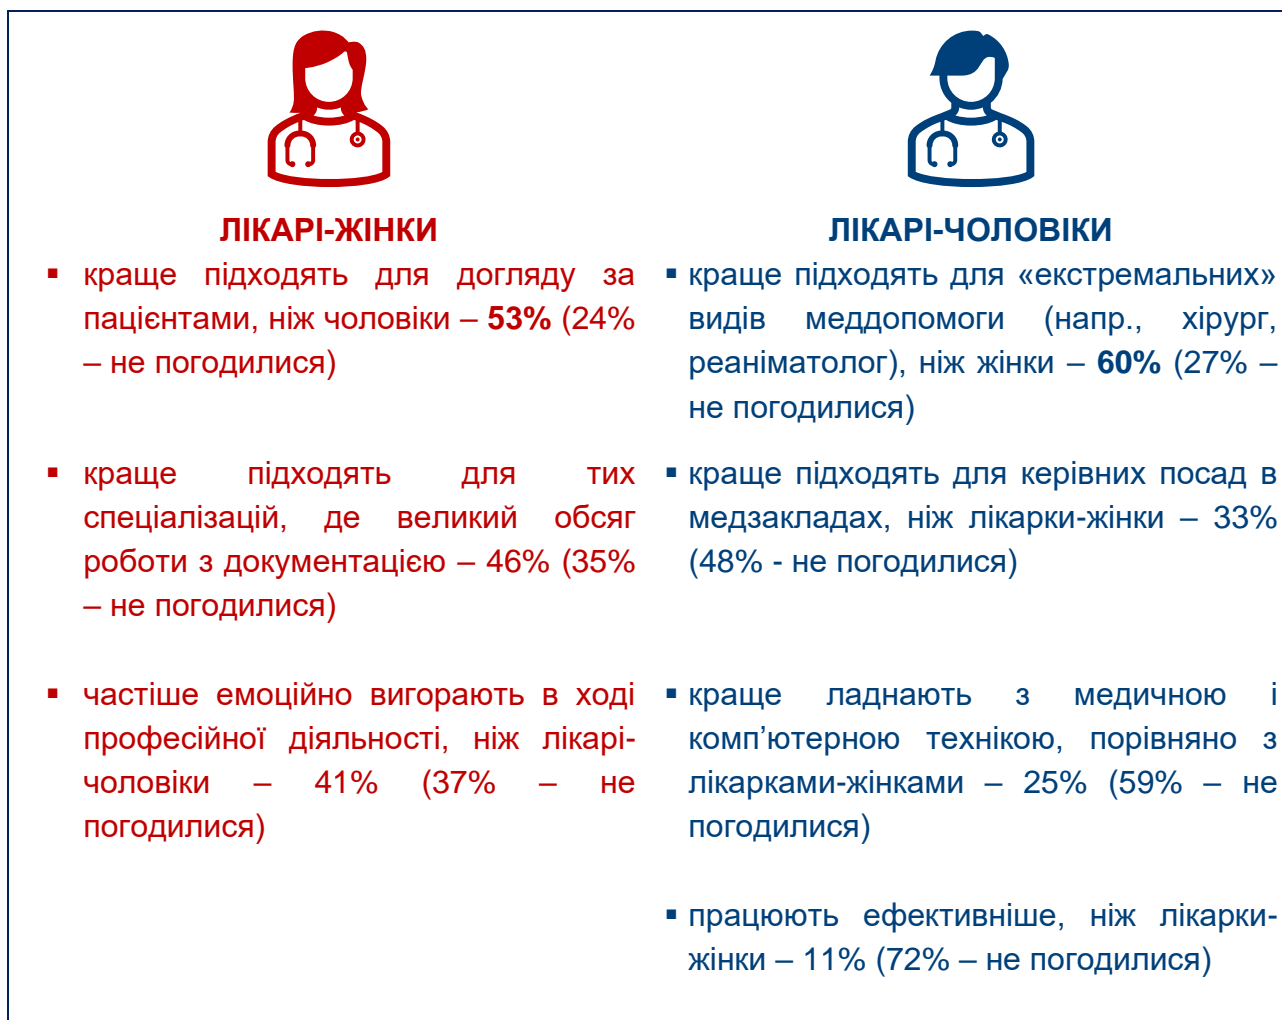 ЛІКАРІ-ЖІНКИ
▪ краще підходять для догляду за
пацієнтами, ніж чоловіки – 53% (24%
– не погодилися)
▪ краще підходять для тих
спеціалізацій, де великий обсяг
роботи з документацією – 46% (35%
– не погодилися)
▪ частіше емоційно вигорають в ході
професійної діяльності, ніж лікарі-
чоловіки – 41% (37% – не
погодилися)
ЛІКАРІ-ЧОЛОВІКИ
▪ краще підходять для «екстремальних»
видів меддопомоги (напр., хірург,
реаніматолог), ніж жінки – 60% (27% –
не погодилися)
▪ краще підходять для керівних посад в
медзакладах, ніж лікарки-жінки – 33%
(48% - не погодилися)
▪ краще ладнають з медичною і
комп’ютерною технікою, порівняно з
лікарками-жінками – 25% (59% – не
погодилися)
▪ працюють ефективніше, ніж лікарки-
жінки – 11% (72% – не погодилися)